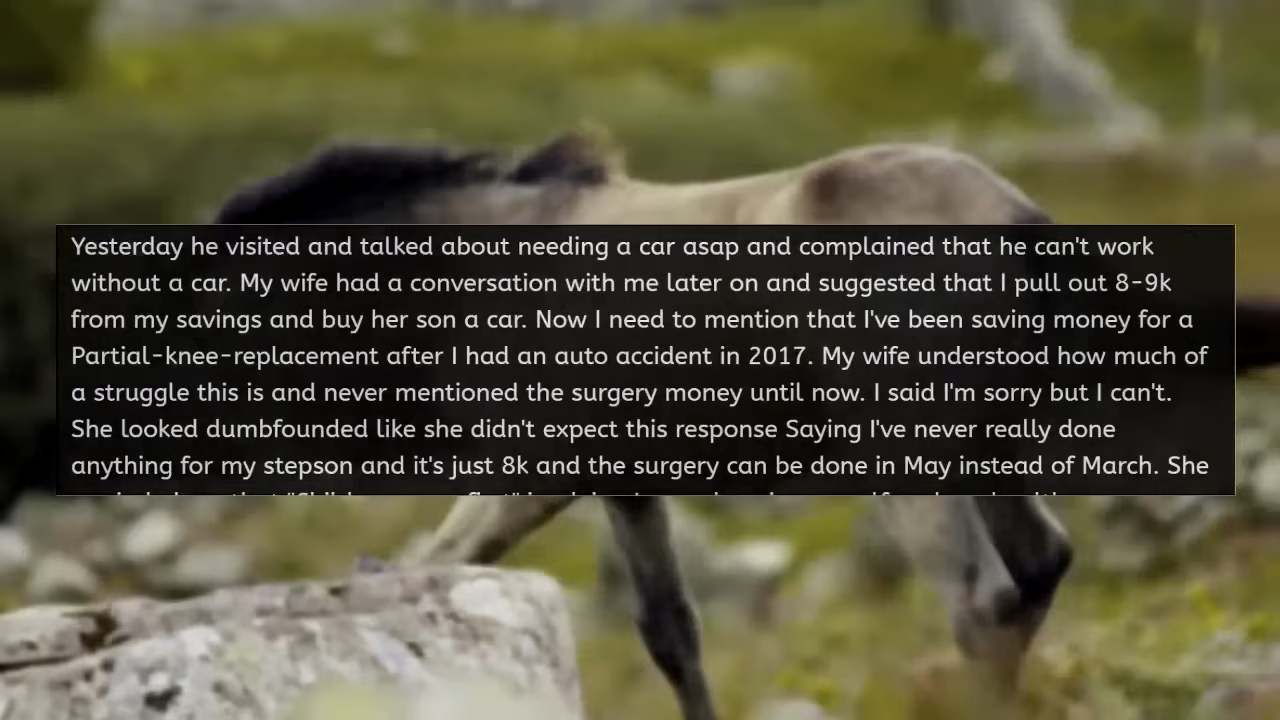 Yesterday he visited and talked about needing a car asap and complained that he can't work
without a car. My wife had a conversation with me later on and suggested that I pull out 8-9k
from my savings and buy her son a car. Now I need to mention that I've been saving money for a
Partial-knee-replacement after I had an auto accident in 2017. My wife understood how much of
a struggle this is and never mentioned the surgery money until now. I said I'm sorry but I can't.
She looked dumbfounded like she didn't expect this response Saying I've never really done
anything for my stepson and it's just 8k and the surgery can be done in May instead of March. She